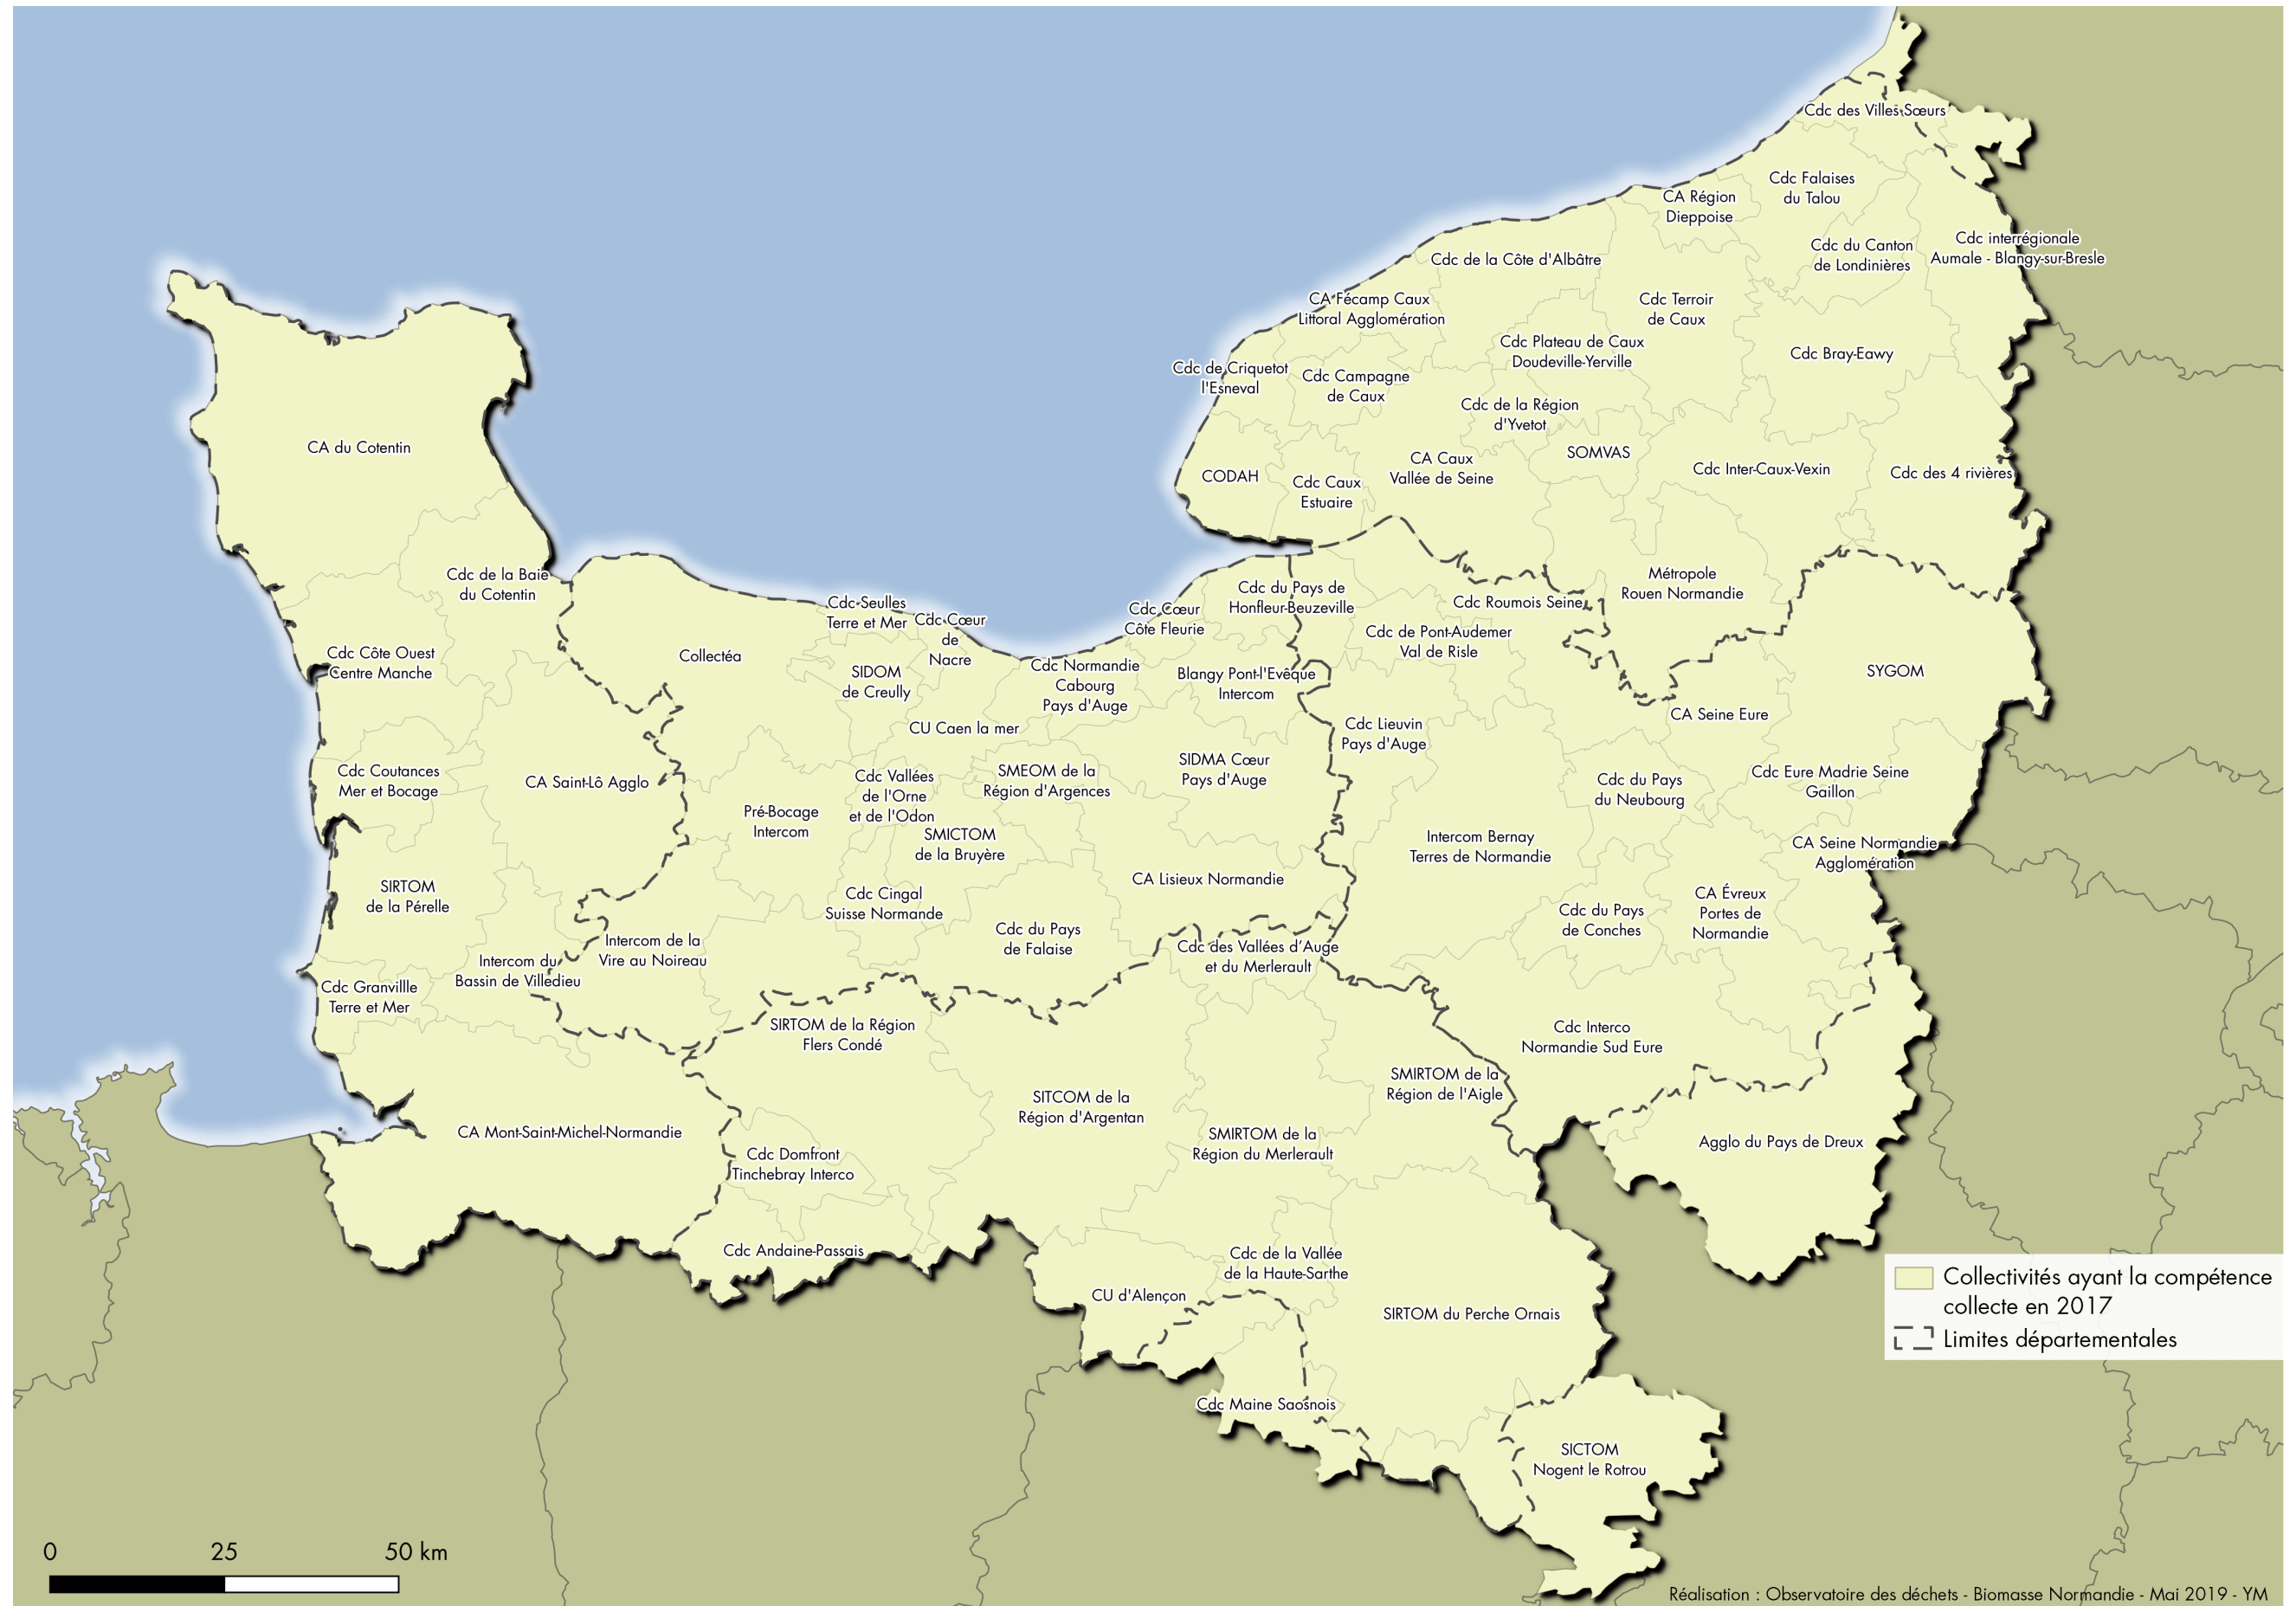 Cdc des Villes Sœurs
Cdc Falaises
du Talou
CA Région
Dieppoise
Cdc du Canton
de Londinières
Cdc interrégionale
Aumale - Blangy-sur-Bresle
Cdc de la Côte d'Albâtre
CA Fécamp Caux
Littoral Agglomération
Cdc Terroir
de Caux
Cdc Plateau de Caux
Doudeville-Yerville
Cdc Bray-Eawy
Cdc de Criquetot
l'Esneval
Cdc Campagne
de Caux
Cdc de la Région
d'Yvetot
CA du Cotentin
SOMVAS
CA Caux
Vallée de Seine
Cdc Inter-Caux-Vexin
Cdc des 4 rivières
CODAH
Cdc Caux
Estuaire
Cdc de la Baie
du Cotentin
Métropole
Rouen Normandie
Cdc du Pays de
Honfleur-Beuzeville
Cdc Roumois Seine
Cdc Seulles
Terre et Mer
Cdc Cœur
de
Nacre
Cdc Cœur
Côte Fleurie
Cdc de Pont-Audemer
Val de Risle
Cdc Côte Ouest
Centre Manche
Collectéa
SIDOM
de Creully
Cdc Normandie
Cabourg
Pays d'Auge
Blangy Pont-l'Evêque
Intercom
SYGOM
CA Seine Eure
CU Caen la mer
Cdc Lieuvin
Pays d'Auge
Cdc Coutances
Mer et Bocage
CA Saint-Lô Agglo
Cdc Vallées
de l'Orne
et de l'Odon
SMEOM de la
Région d'Argences
SIDMA Cœur
Pays d'Auge
Cdc du Pays
du Neubourg
Cdc Eure Madrie Seine
Gaillon
Pré-Bocage
Intercom
SMICTOM
de la Bruyère
Intercom Bernay
Terres de Normandie
CA Seine Normandie
Agglomération
SIRTOM
de la Pérelle
Cdc Cingal
Suisse Normande
CA Lisieux Normandie
CA Évreux
Portes de
Normandie
Cdc du Pays
de Conches
Cdc du Pays
de Falaise
Intercom de la
Vire au Noireau
Cdc des Vallées d’Auge
et du Merlerault
Intercom du
Bassin de Villedieu
Cdc Granvillle
Terre et Mer
SIRTOM de la Région
Flers Condé
Cdc Interco
Normandie Sud Eure
SMIRTOM de la
Région de l'Aigle
SITCOM de la
Région d'Argentan
CA Mont-Saint-Michel-Normandie
SMIRTOM de la
Région du Merlerault
Agglo du Pays de Dreux
Cdc Domfront
Tinchebray Interco
Cdc Andaine-Passais
Cdc de la Vallée
de la Haute-Sarthe
CU d'Alençon
SIRTOM du Perche Ornais
Cdc Maine Saosnois
SICTOM
Nogent le Rotrou
Collectivités ayant la compétence
collecte en 2017
Limites départementales
0 25 50 km
Réalisation : Observatoire des déchets - Biomasse Normandie - Mai 2019 - YM